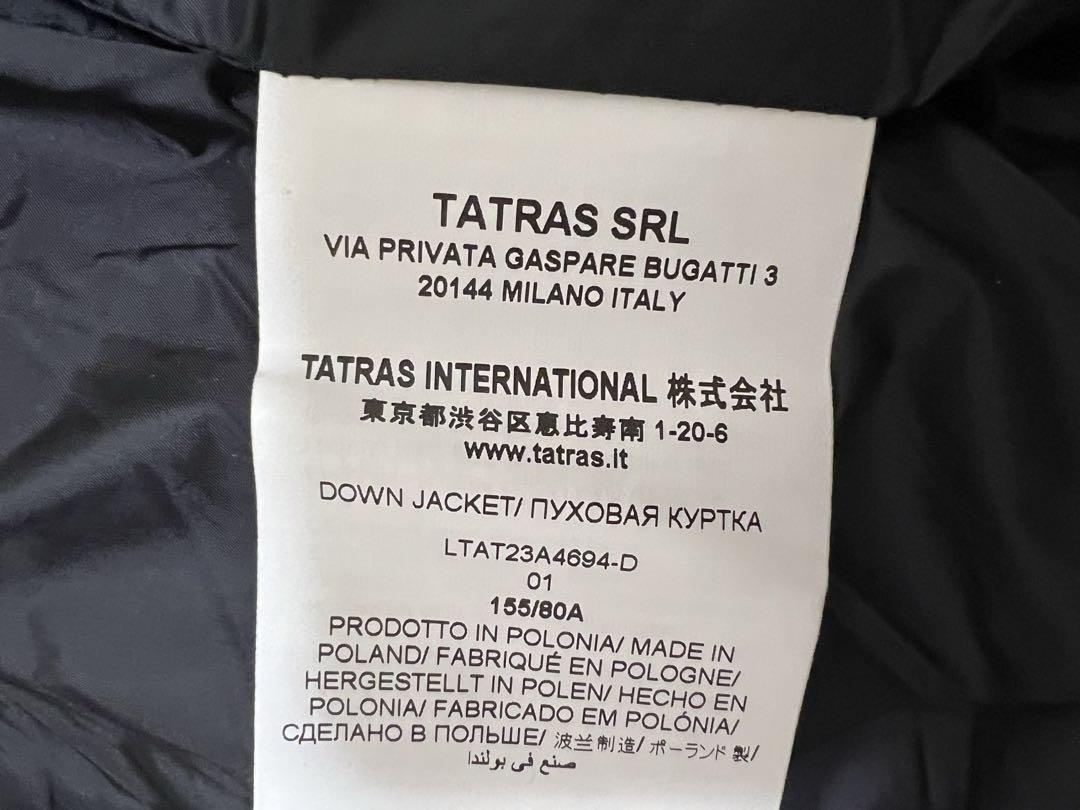 TATRAS SRL
VIA PRIVATA GASPARE BUGATTI 3
20144 MILANO ITALY
TATRAS INTERNATIONAL 株式会社
東京都渋谷区恵比寿南 1-20-6
www.tatras.it
DOWN JACKET/ ПУХОВАЯ КУРТКА
LTAT23A4694-D
01
155/80A
PRODOTTO IN POLONIA/ MADE IN
POLAND/ FABRIQUÉ EN POLOGNE/
HERGESTELLT IN POLEN/ HECHO EN
POLONIA/ FABRICADO EM POLÓNIA/
СДЕЛАНО В ПОЛЬШЕ/ 波兰制造/ ポーランド製/
صنع في بولندا